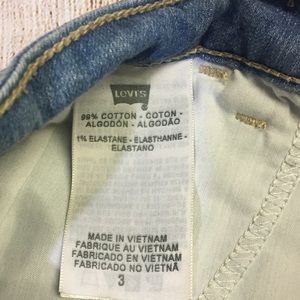 LEVI'S
®
99% COTTON - COTON -
ALGODÓN - ALGODÃO
1% ELASTANE - ELASTHANNE -
ELASTANO
MADE IN VIETNAM
FABRIQUE AU VIETNAM
FABRICADO EN VIETNAM
FABRICADO NO VIETNÃ
3